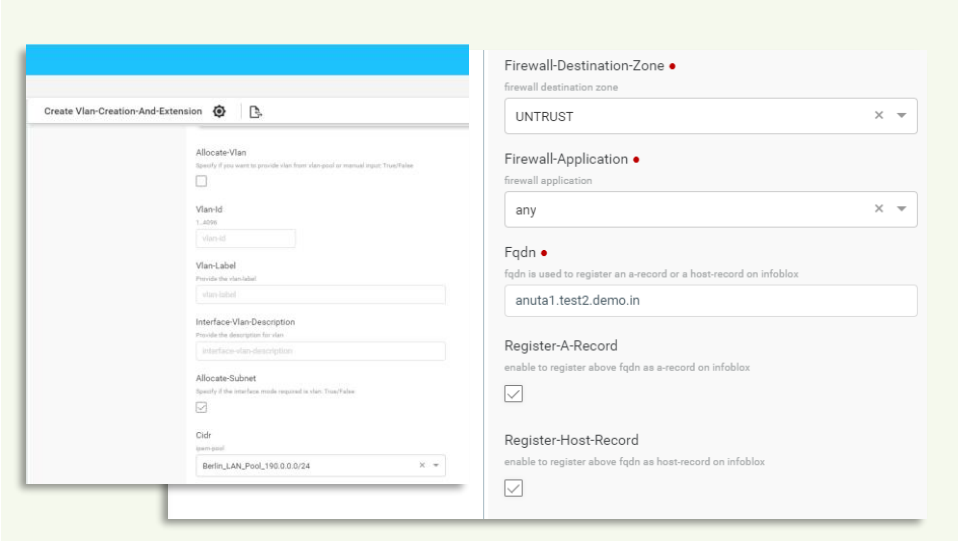 Create Vlan-Creation-And-Extension
Allocate-Vlan
Specify if you want to provide vlan from vlan-pool or manual input True/False
Vlan-Id
1..4096
vlan-id
Vlan-Label
Provide the vlan-label
vlan-label
Interface-Vlan-Description
Provide the description for vlan
interface-vlan-description
Allocate-Subnet
Specify if the interface mode required is vlan: True/False
Cidr
ipam-pool
Berlin_LAN_Pool_190.0.0.0/24
Firewall-Destination-Zone
firewall destination zone
UNTRUST
Firewall-Application
firewall application
any
Fqdn
fqdn is used to register an a-record or a host-record on infoblox
anuta1.test2.demo.in
Register-A-Record
enable to register above fqdn as a-record on infoblox
Register-Host-Record
enable to register above fqdn as host-record on infoblox